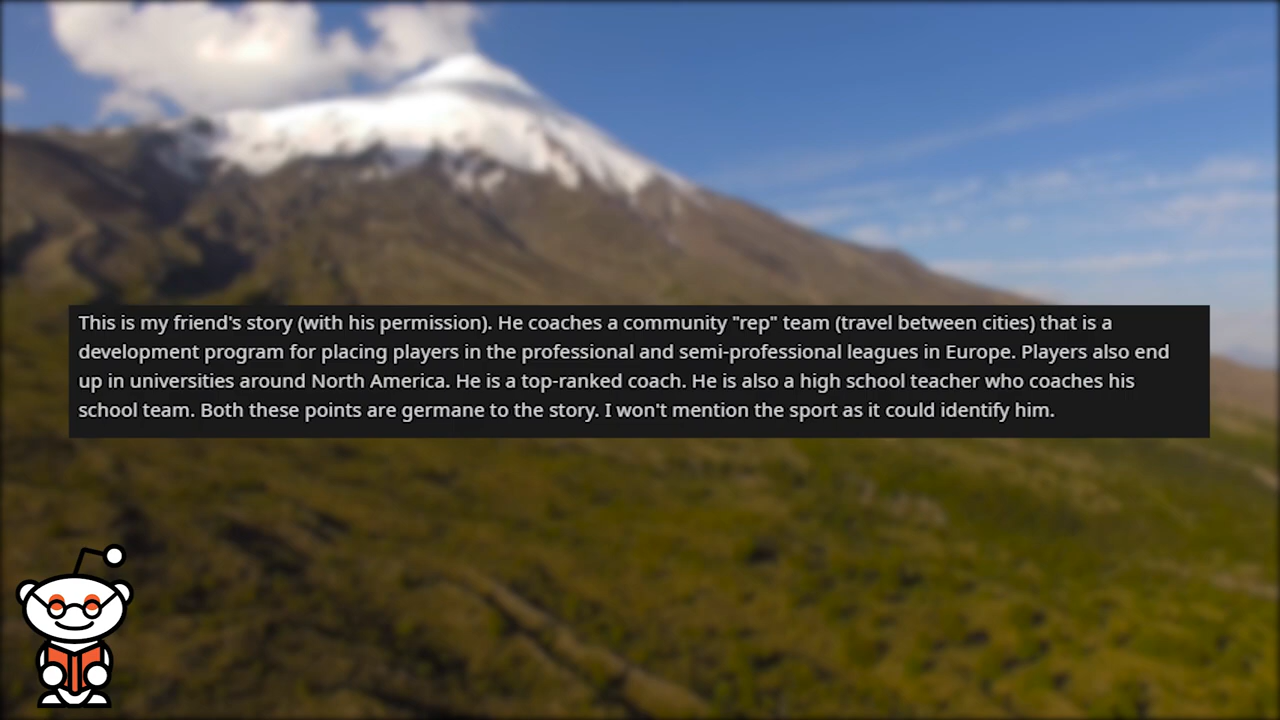 This is my friend's story (with his permission). He coaches a community "rep" team (travel between cities) that is a
development program for placing players in the professional and semi-professional leagues in Europe. Players also end
up in universities around North America. He is a top-ranked coach. He is also a high school teacher who coaches his
school team. Both these points are germane to the story. I won't mention the sport as it could identify him.